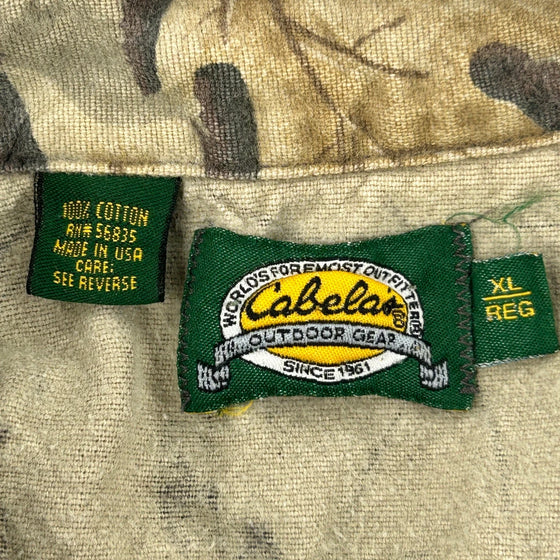 100% COTTON
RN# 56835
MADE IN USA
CARE:
SEE REVERSE
WORLD'S FOREMOST OUTFITTER®
Cabela's®
OUTDOOR GEAR
SINCE 1961
XL
REG